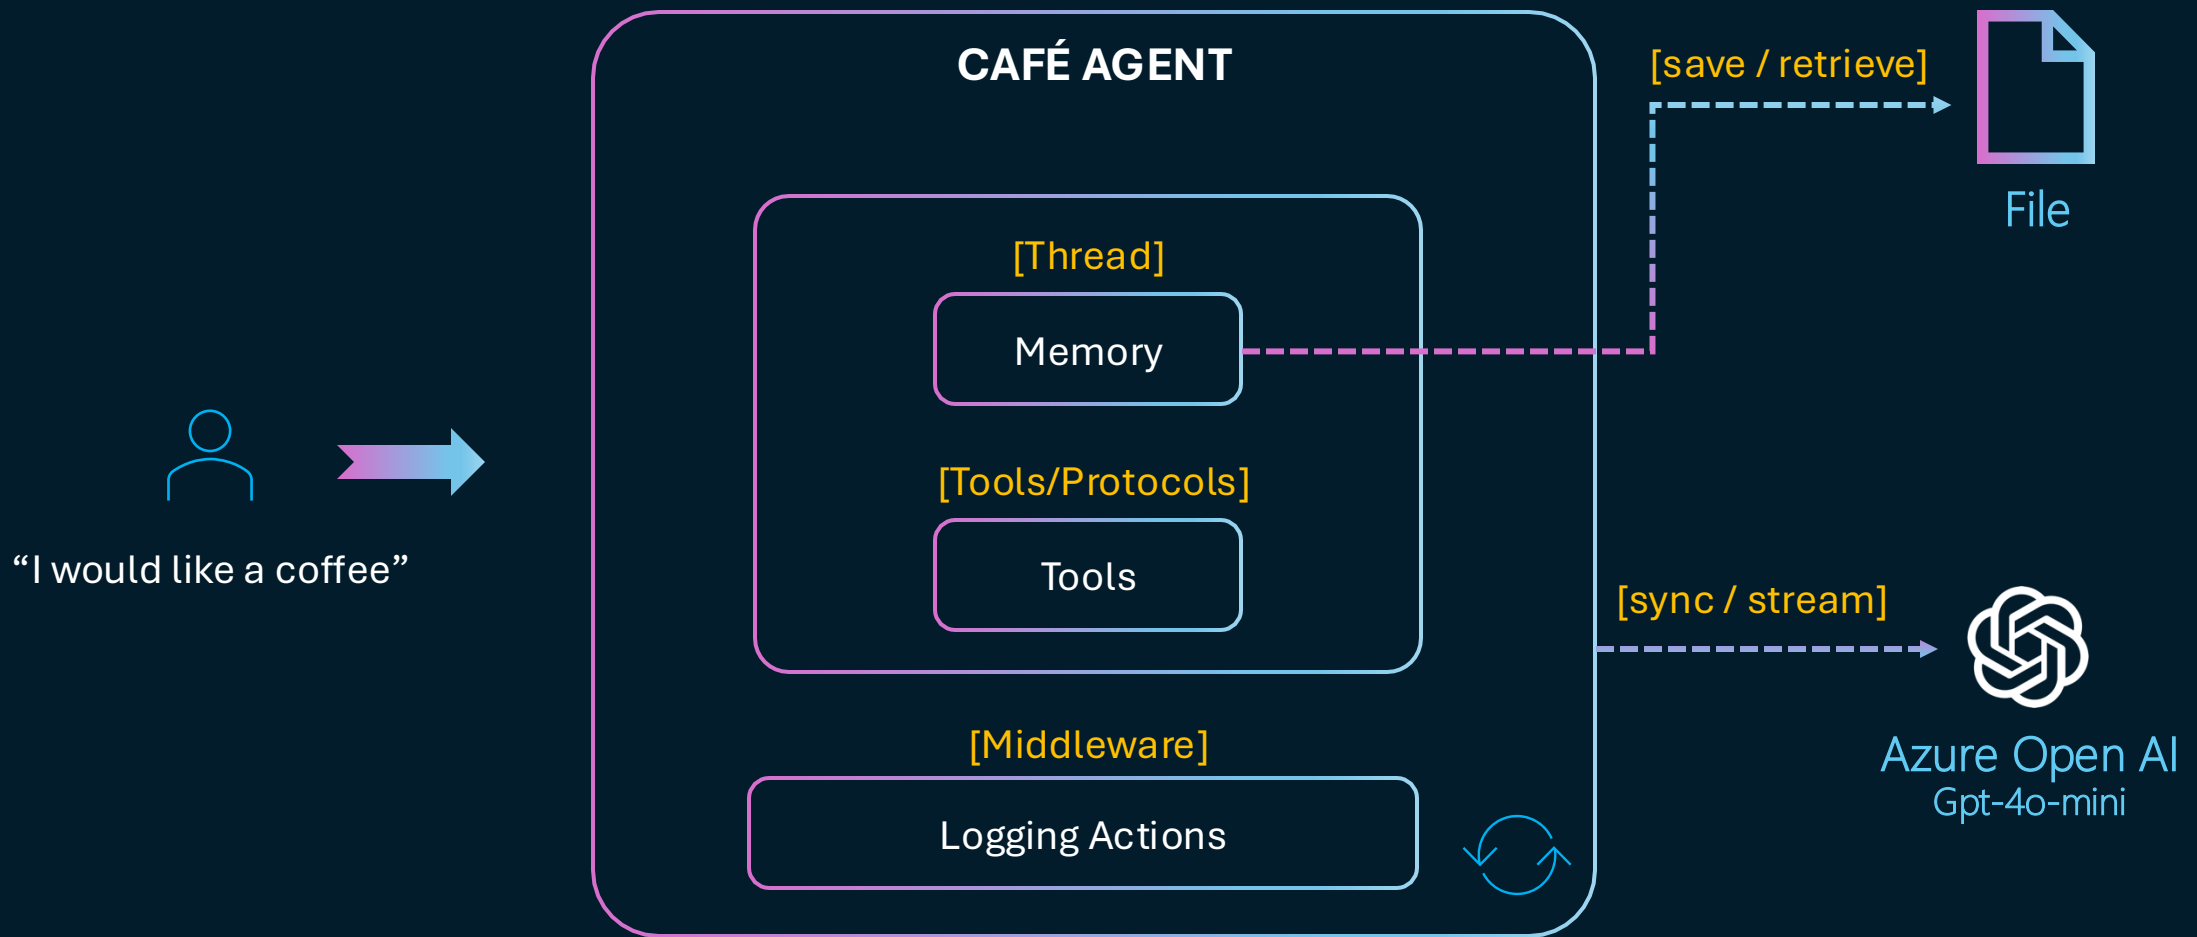 CAFÉ AGENT
[save / retrieve]
File
[Thread]
Memory
[Tools/Protocols]
Tools
“I would like a coffee”
[sync / stream]
Azure Open AI
Gpt-4o-mini
[Middleware]
Logging Actions